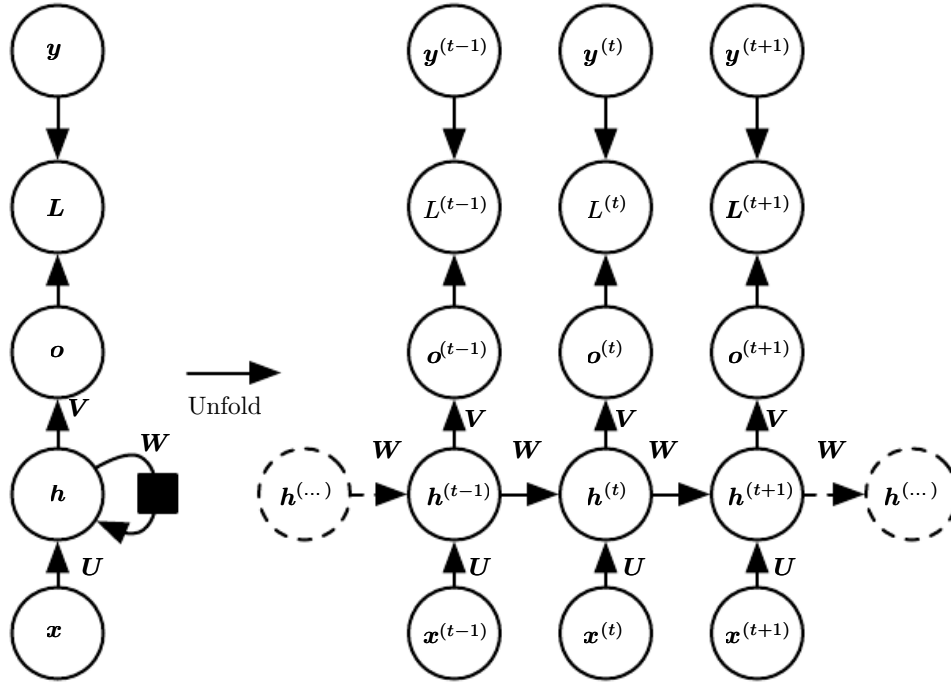 y y^(t−1) y^(t) y^(t+1)
L L^(t−1) L^(t) L^(t+1)
o o^(t−1) o^(t) o^(t+1)
Unfold
V V V V
W W W W W
h h^(...) h^(t−1) h^(t) h^(t+1) h^(...)
U U U U
x x^(t−1) x^(t) x^(t+1)